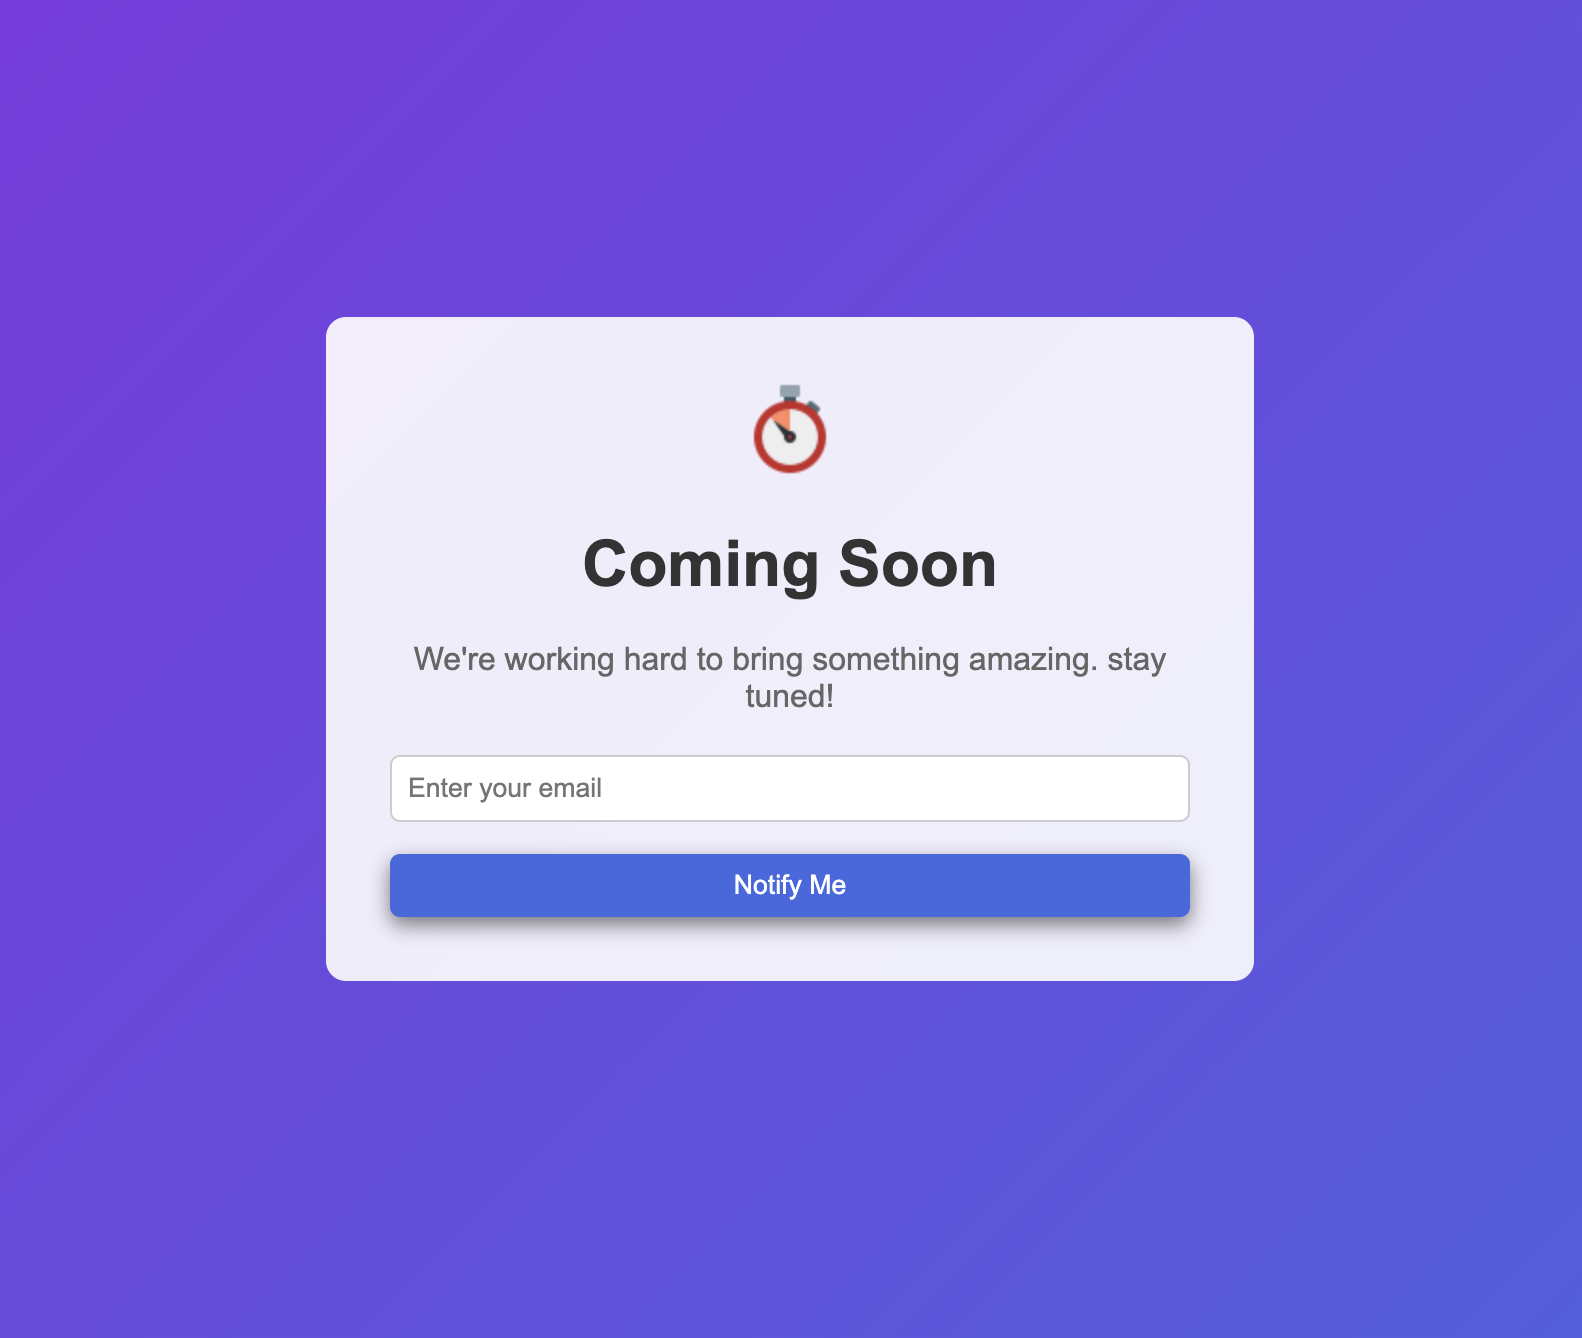 Coming Soon
We're working hard to bring something amazing. stay
tuned!
Enter your email
Notify Me